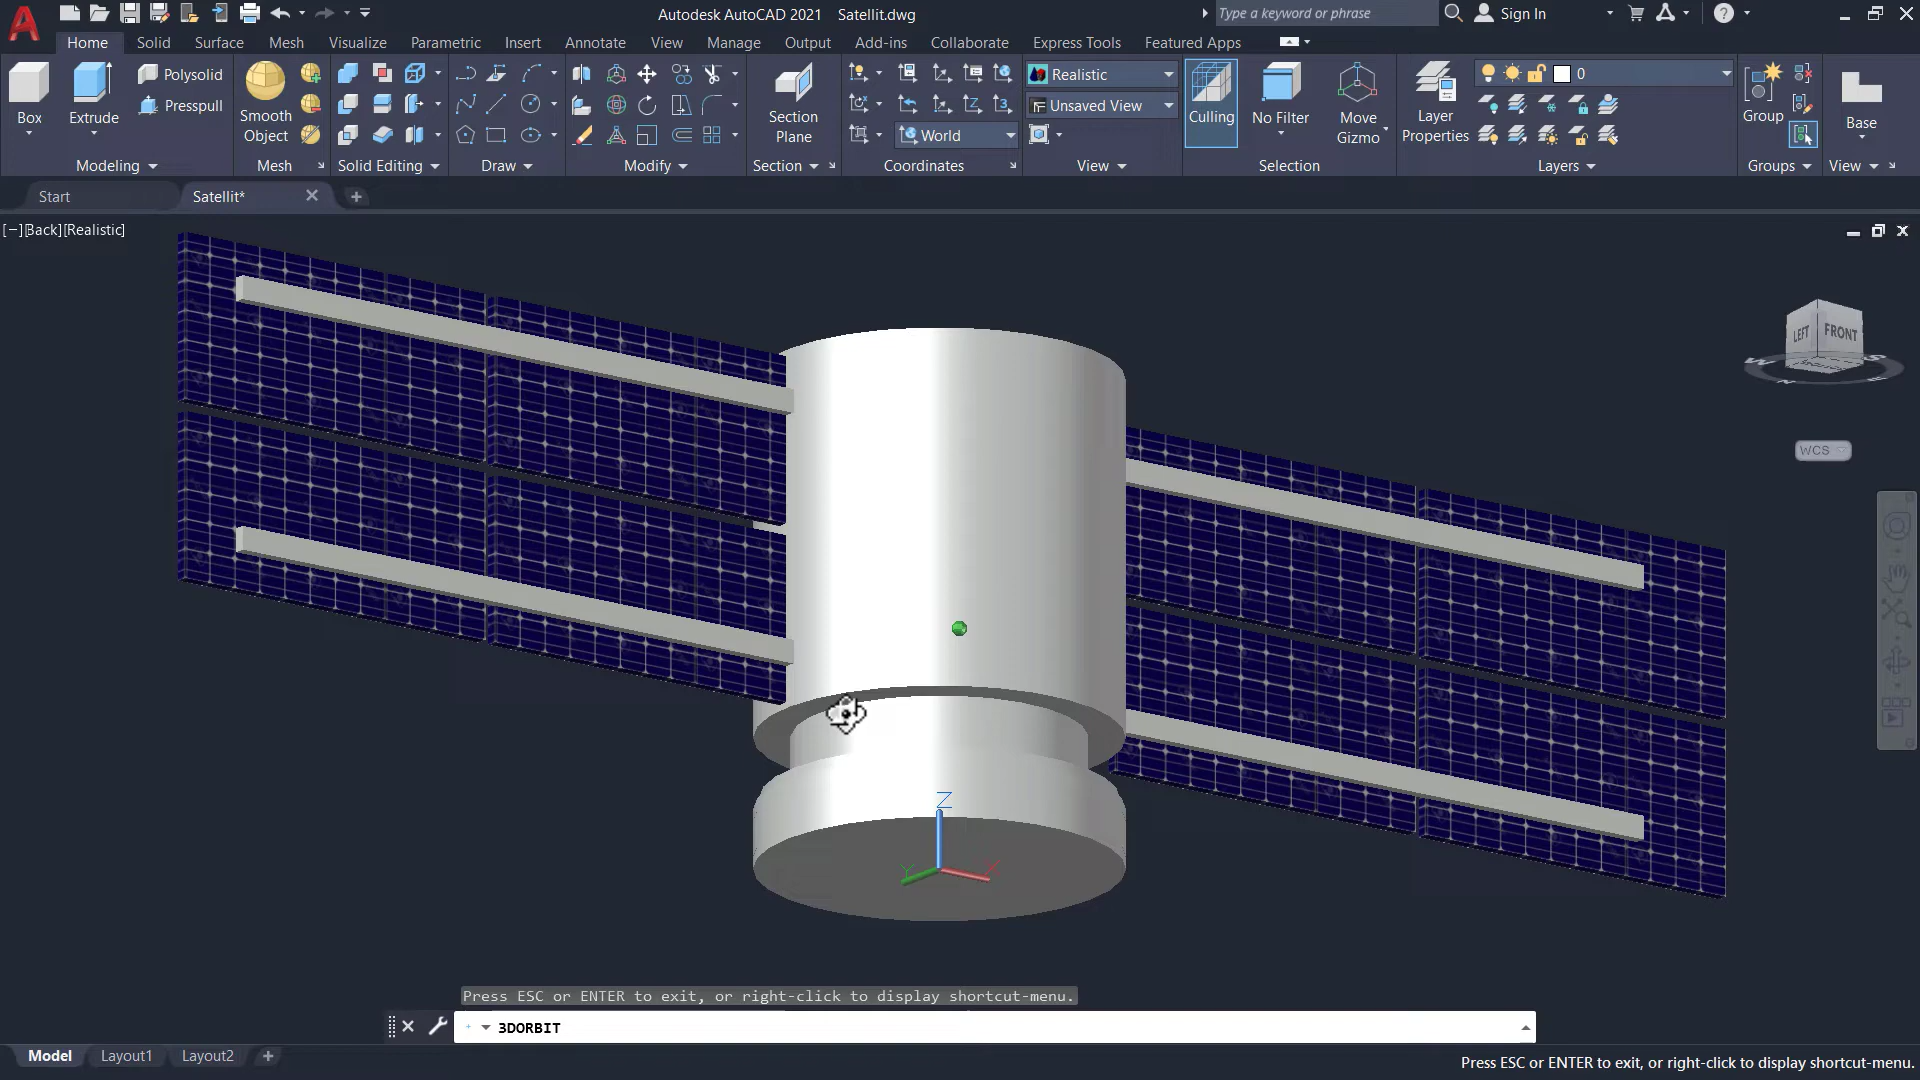 Autodesk AutoCAD 2021 Satellit.dwg
Type a keyword or phrase
Sign In
Home Solid Surface Mesh Visualize Parametric Insert Annotate View Manage Output Add-ins Collaborate Express Tools Featured Apps
Box
Extrude
Polysolid
Presspull
Modeling
Smooth Object
Mesh
Solid Editing
Draw
Modify
Section Plane
Section
World
Coordinates
Realistic
Unsaved View
View
Culling
No Filter
Move Gizmo
Selection
Layer Properties
0
Layers
Group
Groups
Base
View
Start
Satellit*
[−][Back][Realistic]
LEFT FRONT
W S
N E
WCS
Z
Y X
Press ESC or ENTER to exit, or right-click to display shortcut-menu.
3DORBIT
Model Layout1 Layout2
Press ESC or ENTER to exit, or right-click to display shortcut-menu.